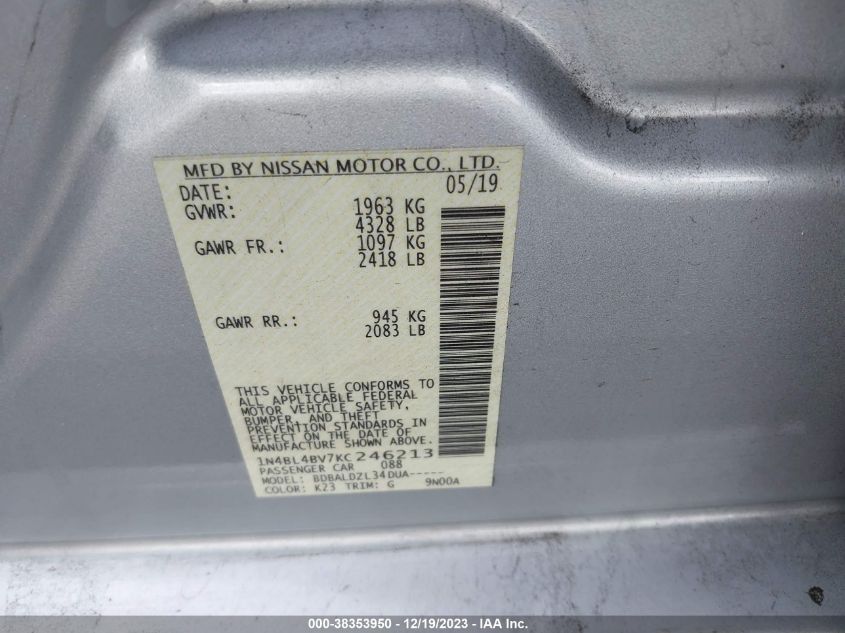 MFD BY NISSAN MOTOR CO., LTD.
DATE: 05/19
GVWR: 1963 KG
4328 LB
GAWR FR.: 1097 KG
2418 LB
GAWR RR.: 945 KG
2083 LB
THIS VEHICLE CONFORMS TO
ALL APPLICABLE FEDERAL
MOTOR VEHICLE SAFETY,
BUMPER, AND THEFT
PREVENTION STANDARDS IN
EFFECT ON THE DATE OF
MANUFACTURE SHOWN ABOVE.
1N4BL4BV7KC246213
PASSENGER CAR 088
MODEL: BDBALDZL34DUA-----
COLOR: K23 TRIM: G 9N00A
000-38353950 - 12/19/2023 - IAA Inc.